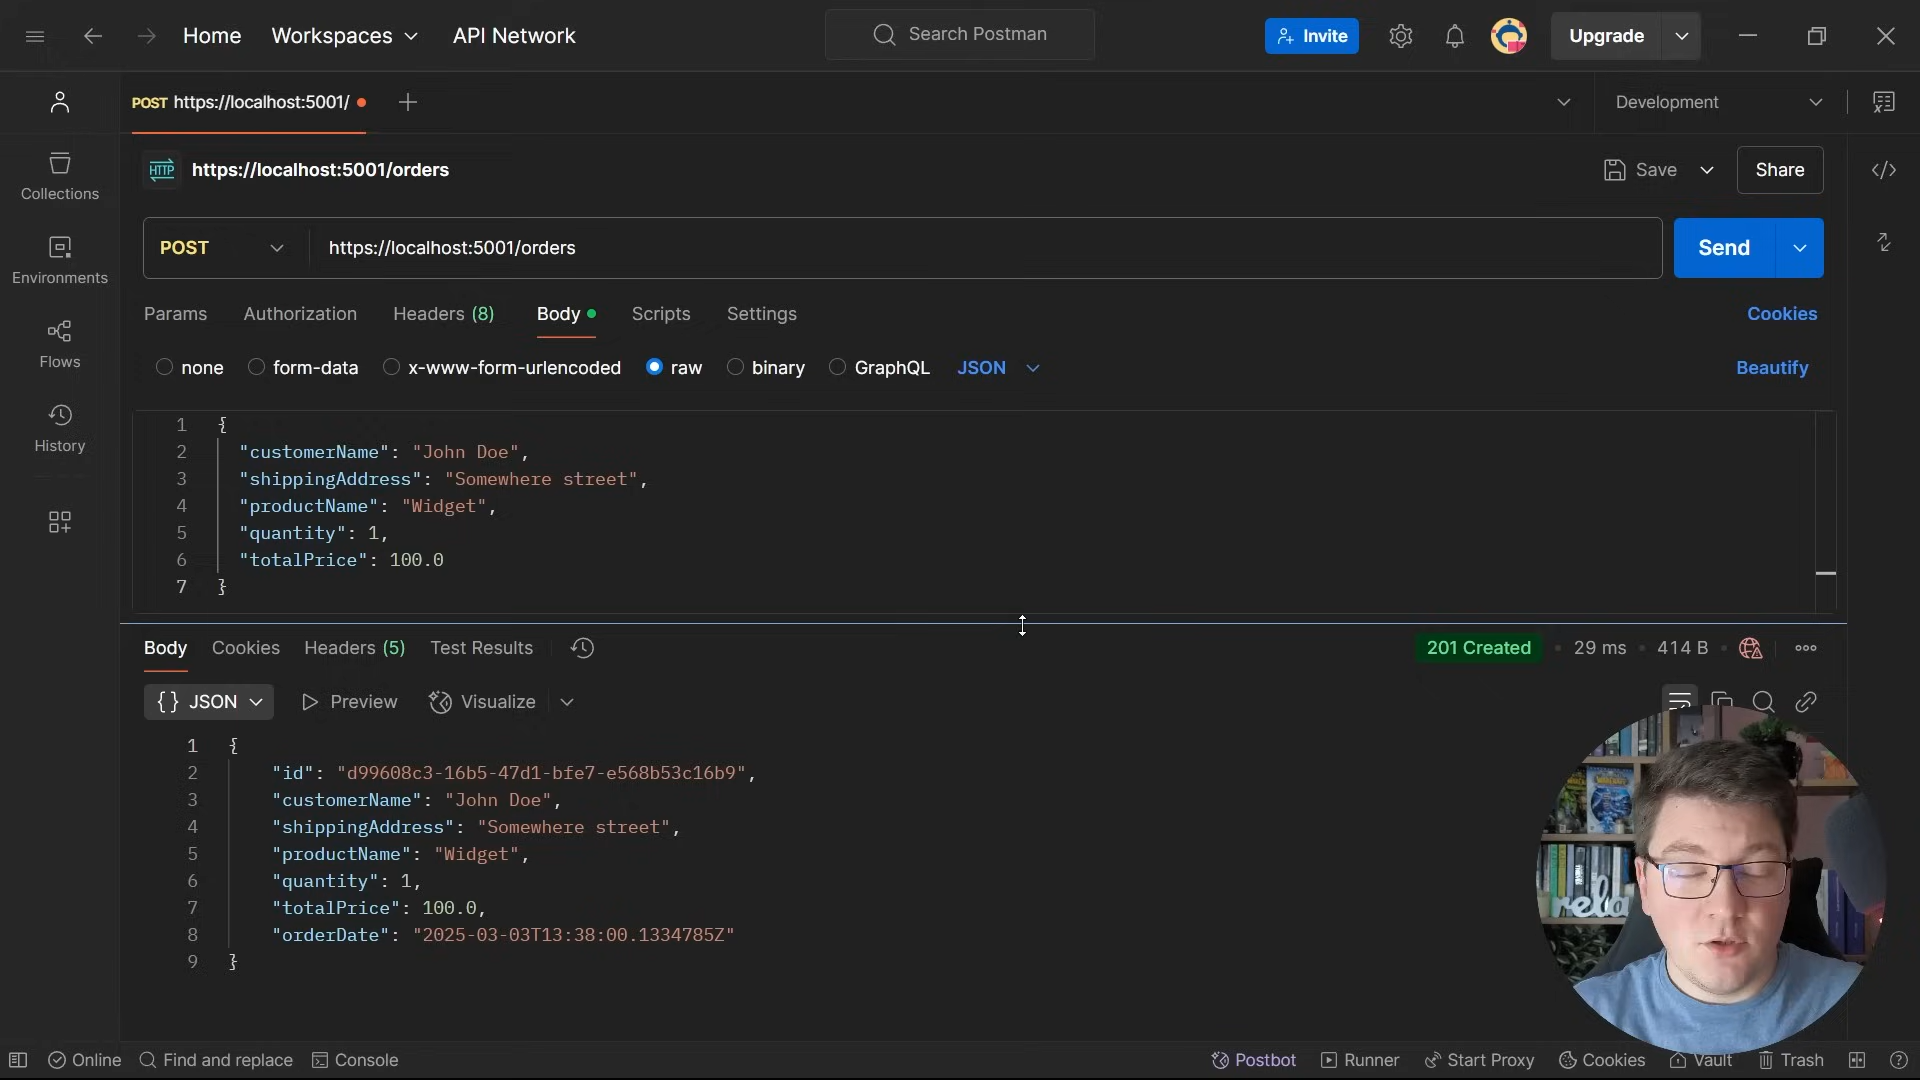 Home
Workspaces
API Network
Search Postman
Invite
Upgrade
POST https://localhost:5001/
Development
HTTP https://localhost:5001/orders
Save
Share
Collections
Environments
Flows
History
POST
https://localhost:5001/orders
Send
Params
Authorization
Headers (8)
Body
Scripts
Settings
Cookies
none
form-data
x-www-form-urlencoded
raw
binary
GraphQL
JSON
Beautify
1 {
2 "customerName": "John Doe",
3 "shippingAddress": "Somewhere street",
4 "productName": "Widget",
5 "quantity": 1,
6 "totalPrice": 100.0
7 }
Body
Cookies
Headers (5)
Test Results
201 Created
29 ms
414 B
{} JSON
Preview
Visualize
1 {
2 "id": "d99608c3-16b5-47d1-bfe7-e568b53c16b9",
3 "customerName": "John Doe",
4 "shippingAddress": "Somewhere street",
5 "productName": "Widget",
6 "quantity": 1,
7 "totalPrice": 100.0,
8 "orderDate": "2025-03-03T13:38:00.1334785Z"
9 }
rela
Online
Find and replace
Console
Postbot
Runner
Start Proxy
Cookies
Vault
Trash